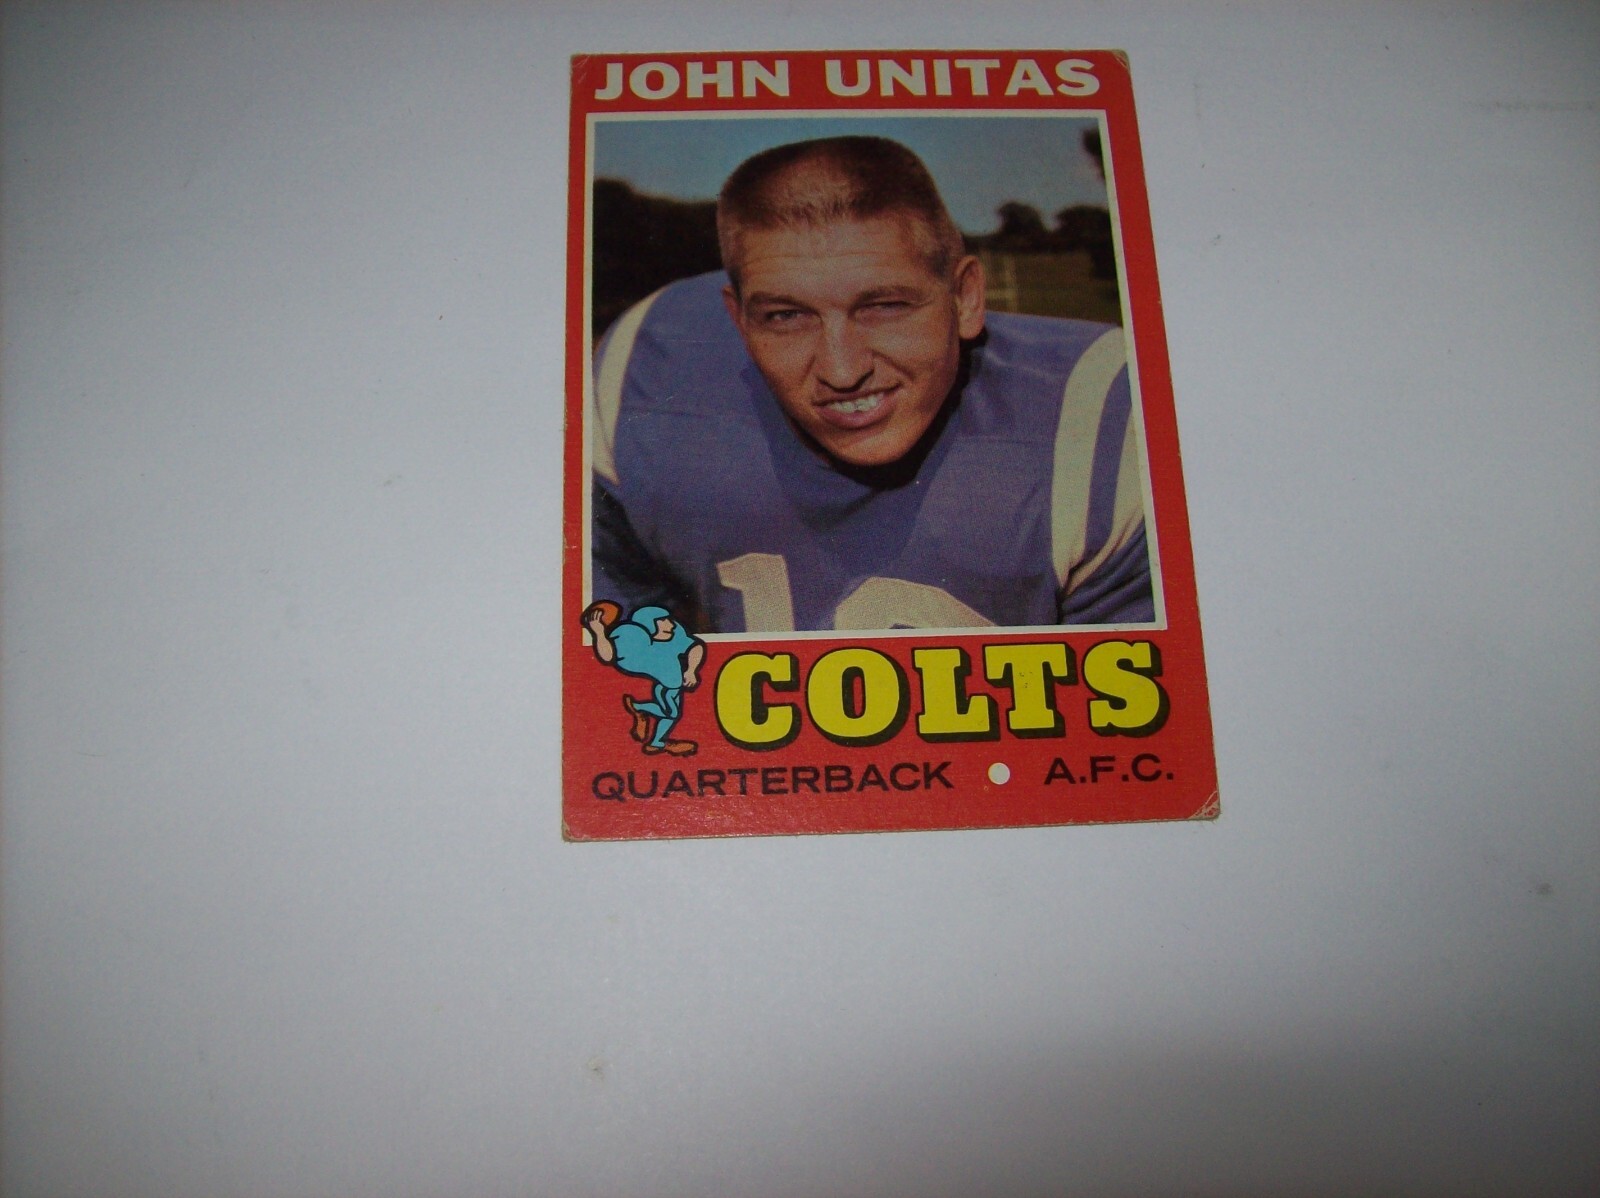 JOHN UNITAS
COLTS
QUARTERBACK • A.F.C.